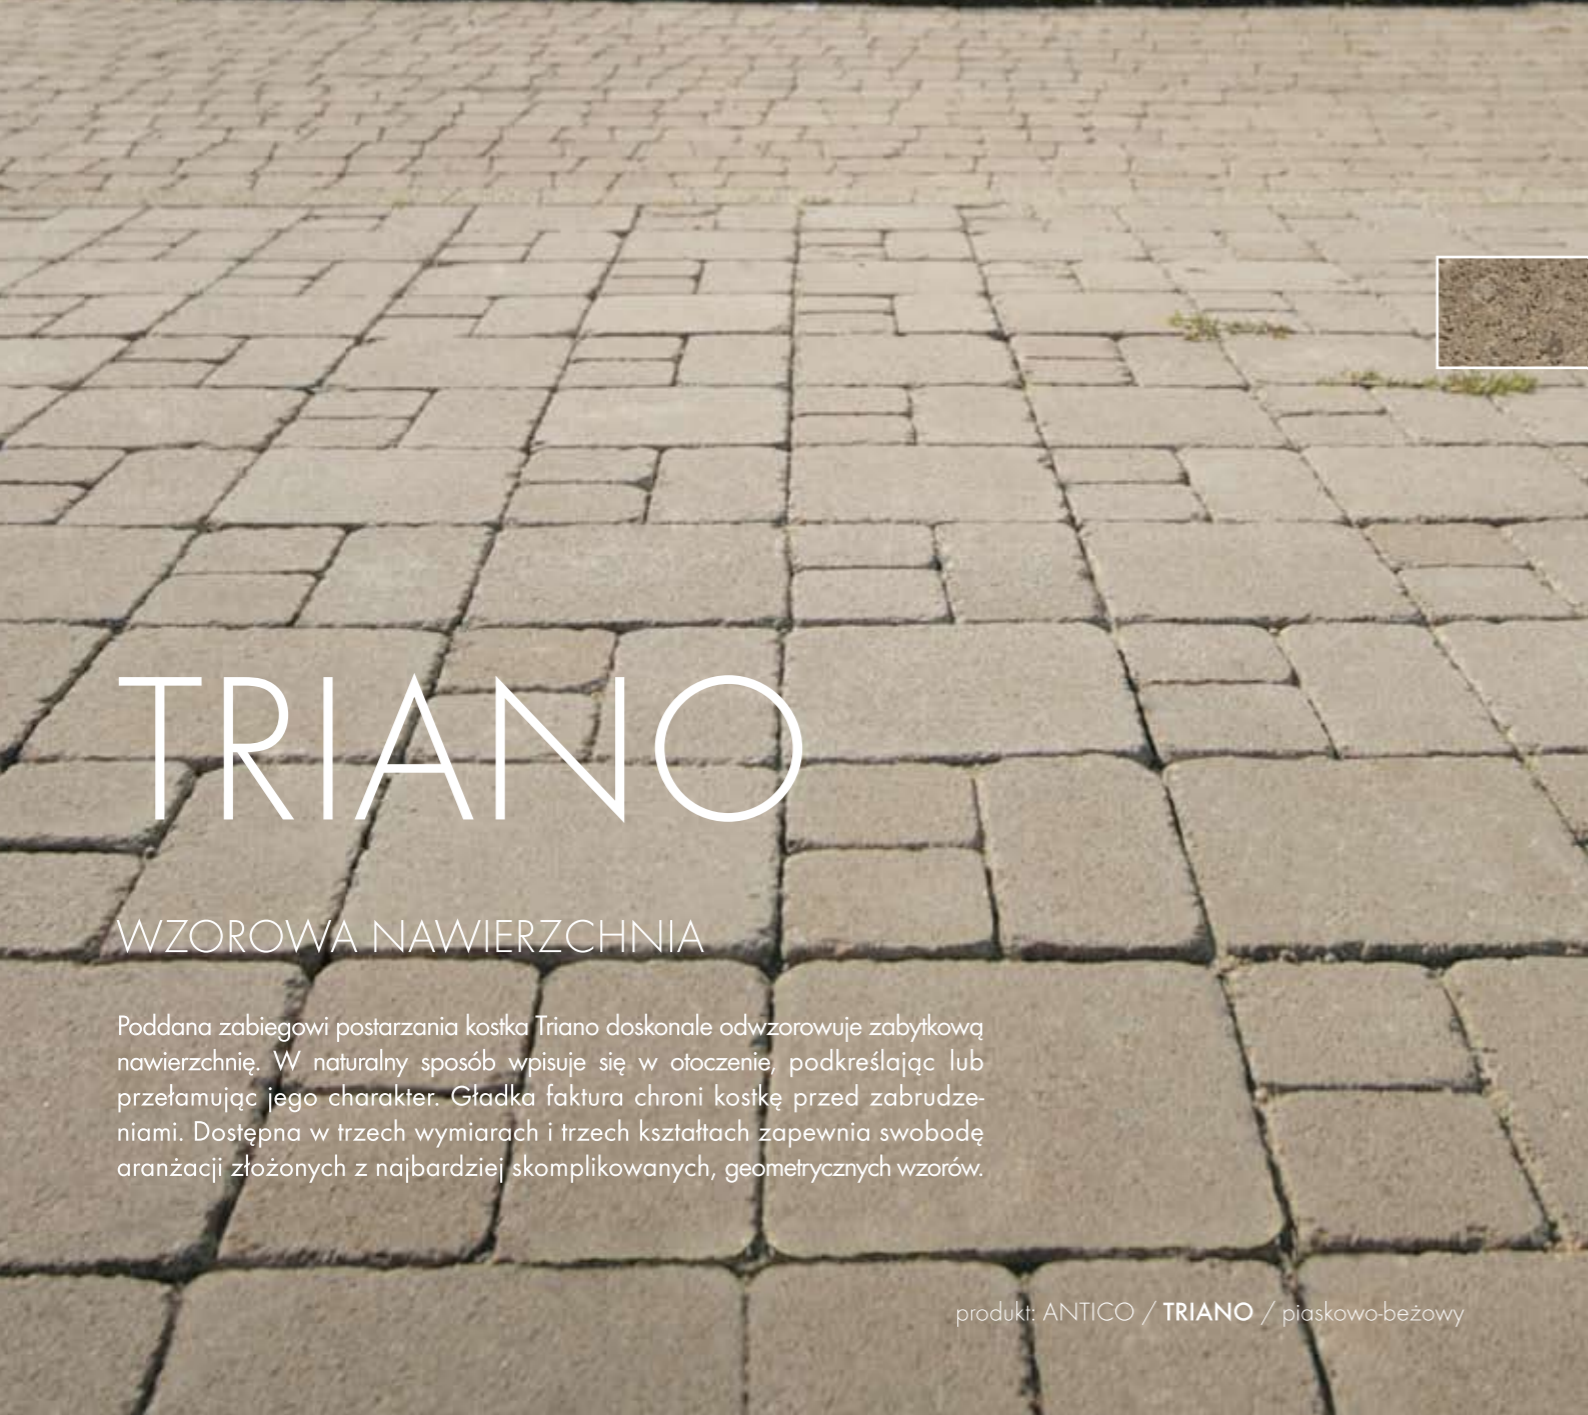 TRIANO
WZOROWA NAWIERZCHNIA
Poddana zabiegowi postarzania kostka Triano doskonale odwzorowuje zabytkową
nawierzchnię. W naturalny sposób wpisuje się w otoczenie, podkreślając lub
przełamując jego charakter. Gładka faktura chroni kostkę przed zabrudze-
niami. Dostępna w trzech wymiarach i trzech kształtach zapewnia swobodę
aranżacji złożonych z najbardziej skomplikowanych, geometrycznych wzorów.
produkt: ANTICO / TRIANO / piaskowo-beżowy